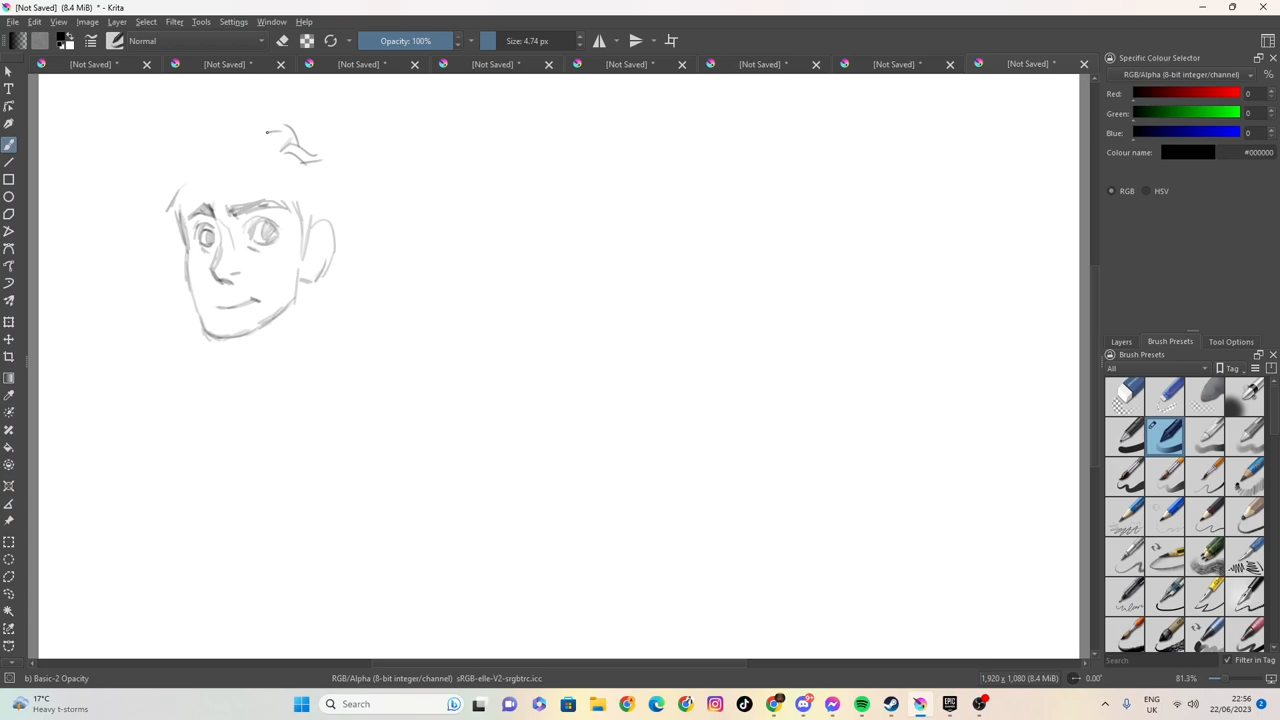 [Not Saved] (8.4 MiB) * - Krita
File Edit View Image Layer Select Filter Tools Settings Window Help
Normal Opacity: 100% Size: 4.74 px
[Not Saved] * [Not Saved] * [Not Saved] * [Not Saved] * [Not Saved] * [Not Saved] * [Not Saved] * [Not Saved] *
Specific Colour Selector
RGB/Alpha (8-bit integer/channel) %
Red: 0
Green: 0
Blue: 0
Colour name: #000000
RGB HSV
Layers Brush Presets Tool Options
Brush Presets
All Tag
Search Filter in Tag
b) Basic-2 Opacity RGB/Alpha (8-bit integer/channel) sRGB-elle-V2-srgbtrc.icc 1,920 x 1,080 (8.4 MiB) 0.00° 81.3%
17°C
Heavy t-storms
Search
ENG
UK
22:56
22/06/2023
2